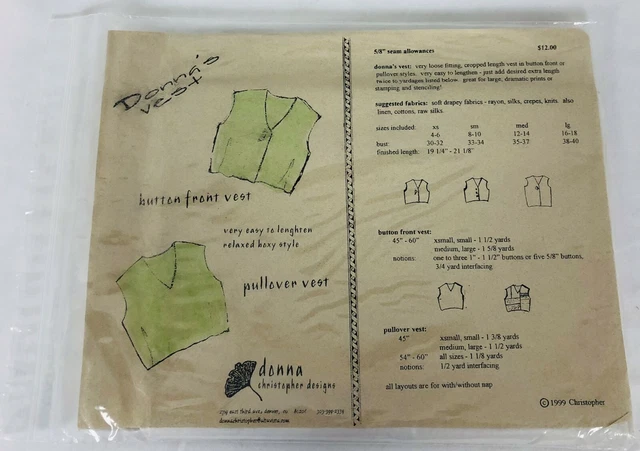 Donna's
vest
button front vest
very easy to lenghten
relaxed boxy style
pullover vest
donna
christopher designs
5/8" seam allowances $12.00
donna's vest: very loose fitting, cropped length vest in button front or
pullover styles. very easy to lengthen - just add desired extra length
twice to yardages listed below. great for large, dramatic prints or
stamping and stenciling!
suggested fabrics: soft drapey fabrics - rayon, silks, crepes, knits. also
linen, cottons, raw silks.
sizes included: xs sm med lg
4-6 8-10 12-14 16-18
bust: 30-32 33-34 35-37 38-40
finished length: 19 1/4" - 21 1/8"
button front vest:
45" - 60" xsmall, small - 1 1/2 yards
medium, large - 1 5/8 yards
notions: one to three 1" - 1 1/2" buttons or five 5/8" buttons,
3/4 yard interfacing
pullover vest:
45" xsmall, small - 1 3/8 yards
medium, large - 1 1/2 yards
54" - 60" all sizes - 1 1/8 yards
notions: 1/2 yard interfacing
all layouts are for with/without nap
©1999 Christopher